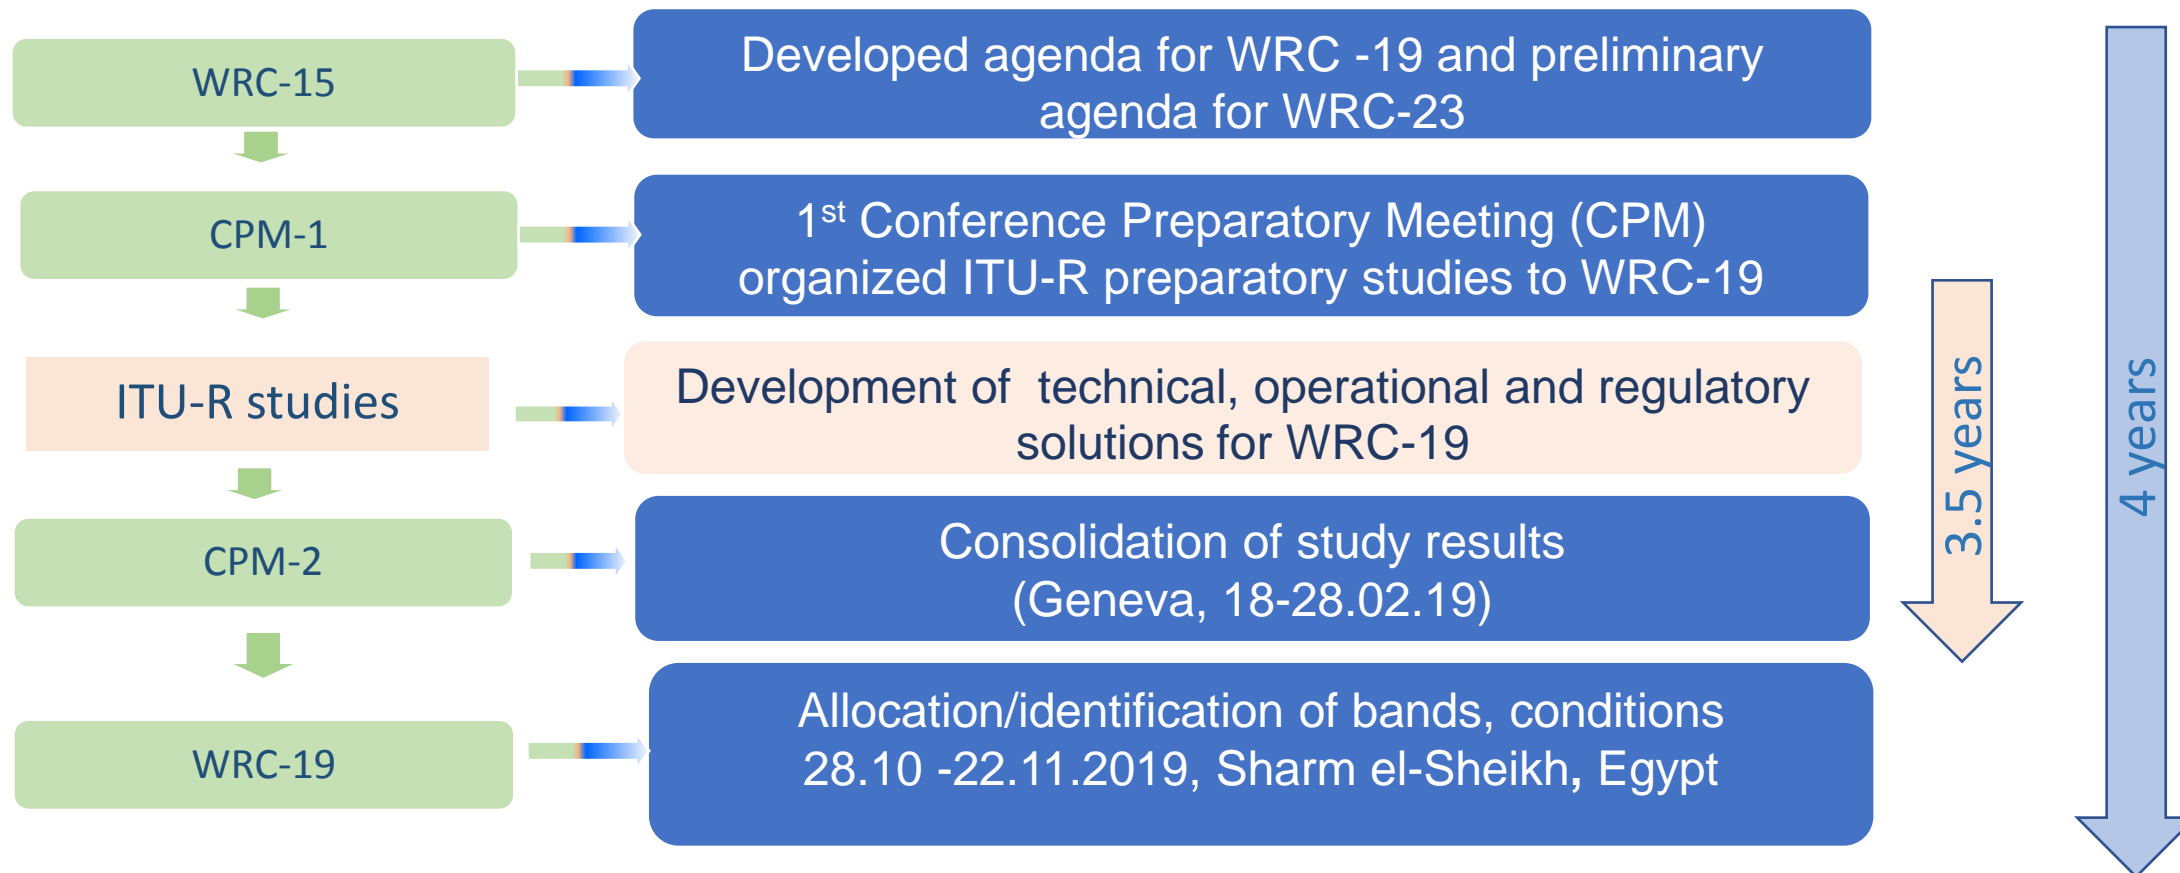 WRC-15
Developed agenda for WRC -19 and preliminary
agenda for WRC-23
CPM-1
1st Conference Preparatory Meeting (CPM)
organized ITU-R preparatory studies to WRC-19
ITU-R studies
Development of  technical, operational and regulatory
solutions for WRC-19
CPM-2
Consolidation of study results
(Geneva, 18-28.02.19)
WRC-19
Allocation/identification of bands, conditions
28.10 -22.11.2019, Sharm el-Sheikh, Egypt
3.5 years
4 years